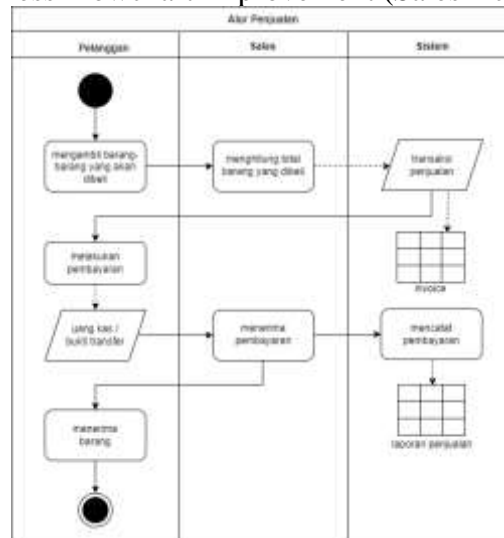 Alur Penjualan
Pelanggan
Sales
Sistem
mengambil barang-
barang yang akan
dibeli
menghitung total
barang yang dibeli
transaksi
penjualan
melakukan
pembayaran
invoice
uang kas /
bukti transfer
menerima
pembayaran
mencatat
pembayaran
menerima
barang
laporan penjualan